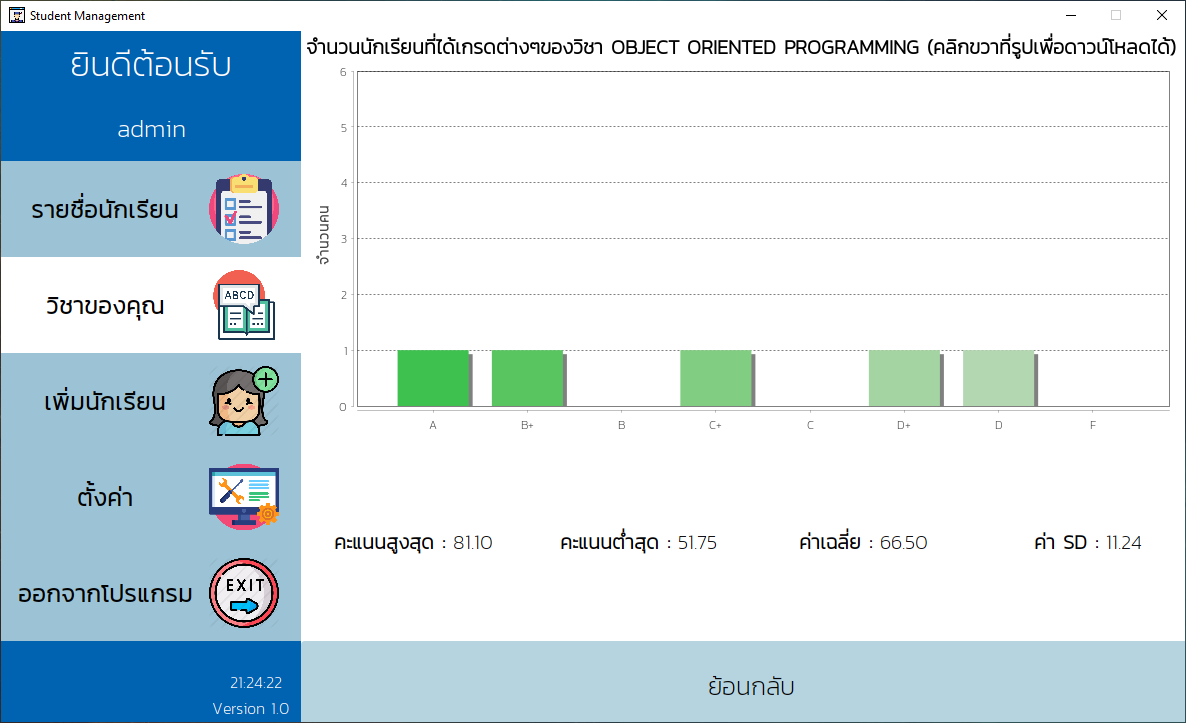 Student Management
ยินดีต้อนรับ
admin
รายชื่อนักเรียน
วิชาของคุณ
ABCD
เพิ่มนักเรียน
ตั้งค่า
ออกจากโปรแกรม
EXIT
21:24:22
Version 1.0
จำนวนนักเรียนที่ได้เกรดต่างๆของวิชา OBJECT ORIENTED PROGRAMMING (คลิกขวาที่รูปเพื่อดาวน์โหลดได้)
6
5
4
3
2
1
0
จำนวนคน
A B+ B C+ C D+ D F
คะแนนสูงสุด : 81.10 คะแนนต่ำสุด : 51.75 ค่าเฉลี่ย : 66.50 ค่า SD : 11.24
ย้อนกลับ